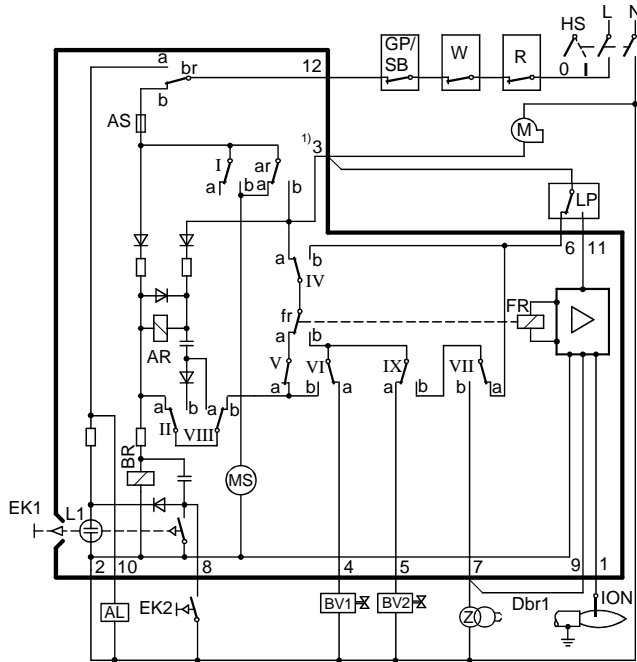 L N
HS
GP/
SB
W
R
0 I
a
br
b
12
AS
M
1)
3
I
ar
a
b
a
b
LP
6 11
a
b
IV
FR
fr
a
b
AR
V
VI
IX
VII
a
b
a
b
b
a
a
b
a
b
a
b
II
VIII
BR
MS
EK1
L1
2 10 8 4 5 7 9 1
Dbr1
ION
AL
EK2
BV1
BV2
Z